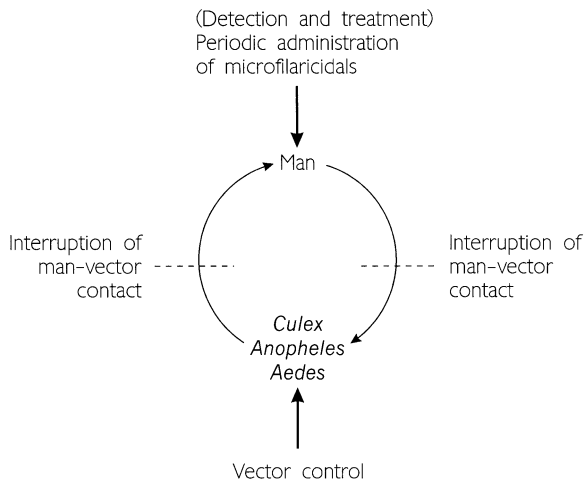 (Detection and treatment)
Periodic administration
of microfilaricidals
Man
Interruption of
man-vector
contact
Interruption of
man-vector
contact
Culex
Anopheles
Aedes
Vector control